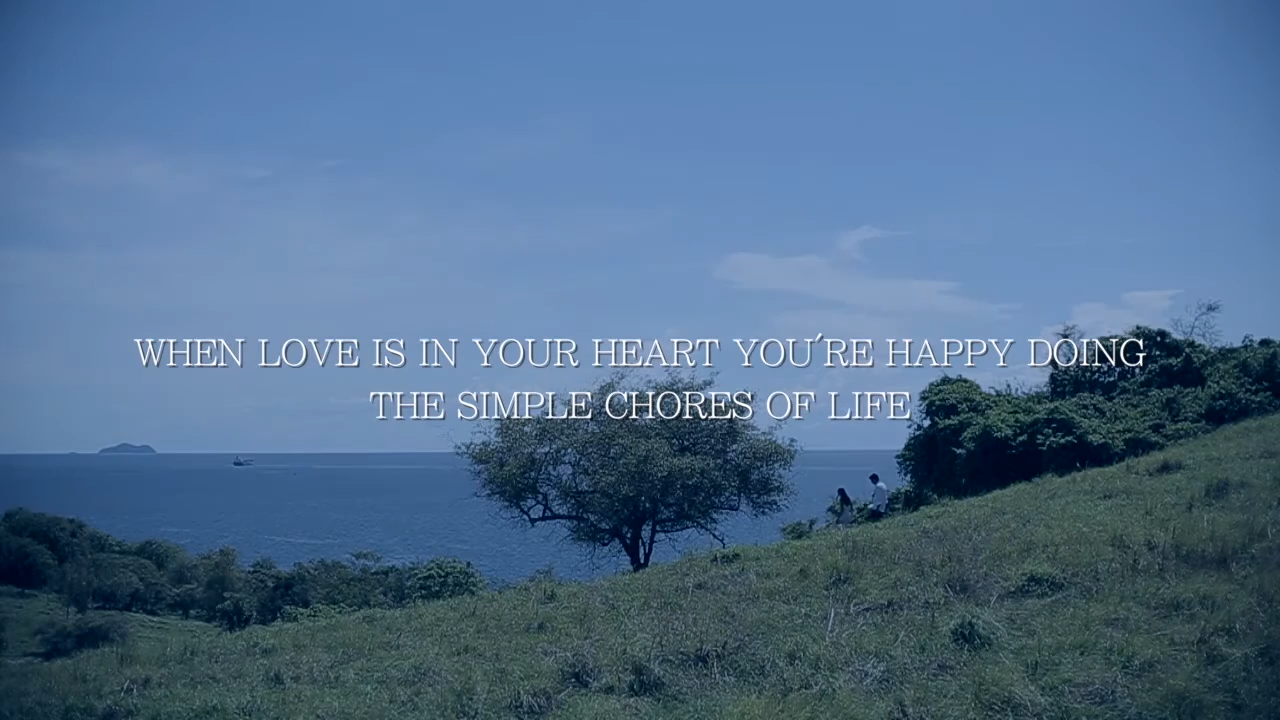 WHEN LOVE IS IN YOUR HEART YOU´RE HAPPY DOING
THE SIMPLE CHORES OF LIFE